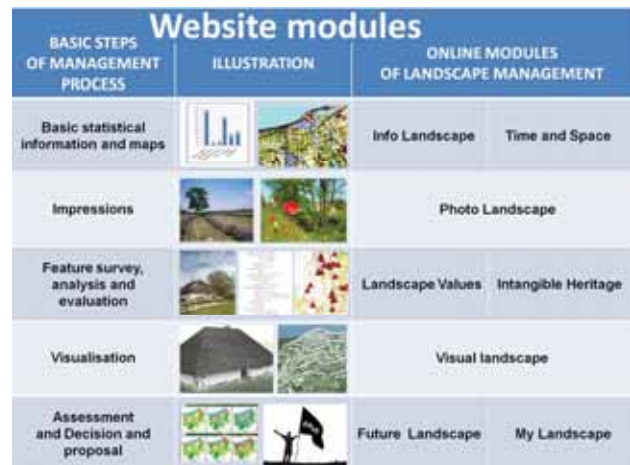 Website modules
BASIC STEPS
OF MANAGEMENT
PROCESS
ILLUSTRATION
ONLINE MODULES
OF LANDSCAPE MANAGEMENT
Basic statistical
information and maps
Info Landscape
Time and Space
Impressions
Photo Landscape
Feature survey,
analysis and
evaluation
Landscape Values
Intangible Heritage
Visualisation
Visual landscape
Assessment
and Decision and
proposal
Future Landscape
My Landscape